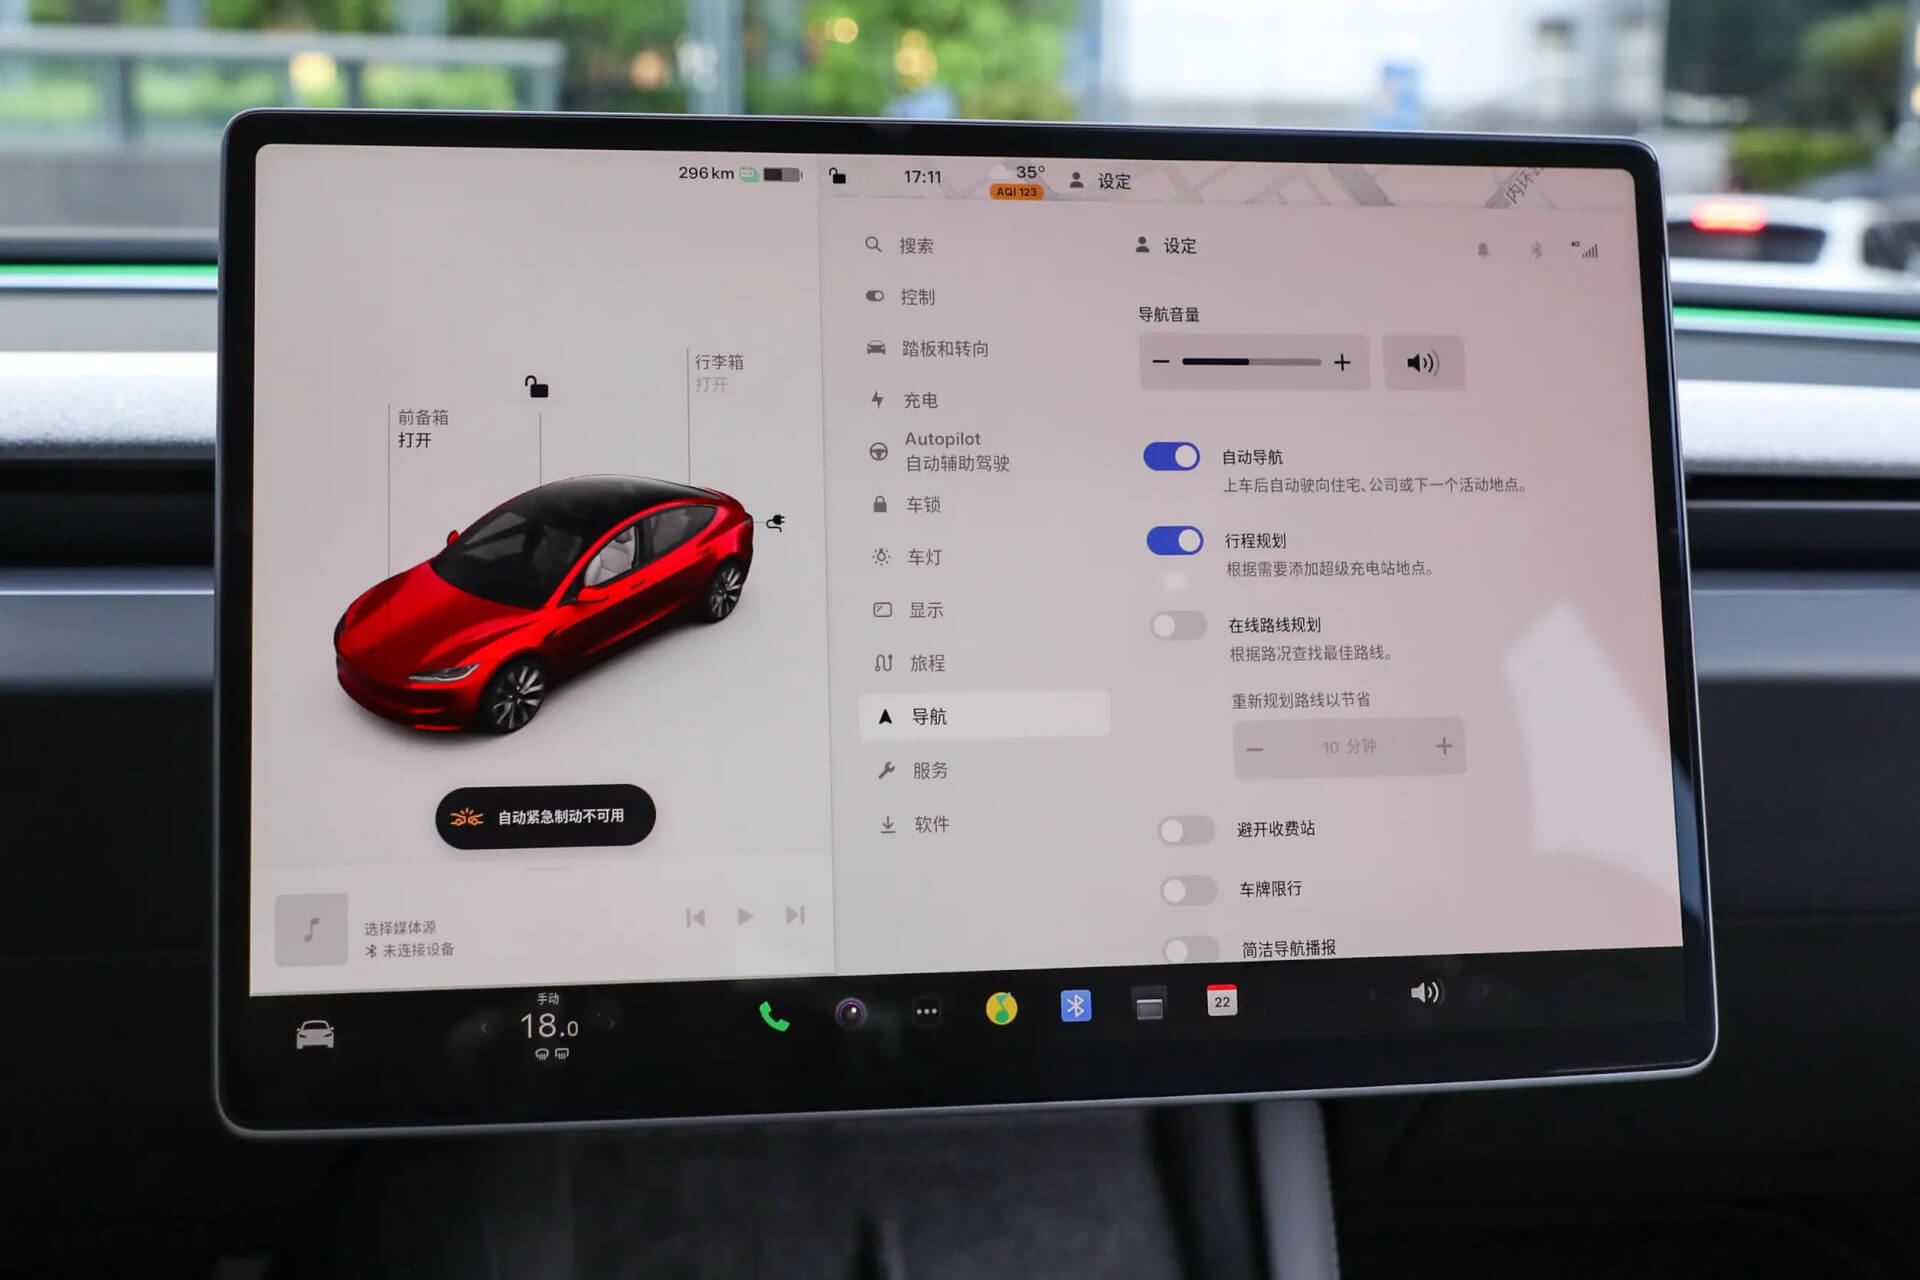 296 km
17:11
35°
AQI 123
设定
内环
行李箱
打开
前备箱
打开
自动紧急制动不可用
选择媒体源
未连接设备
搜索
控制
踏板和转向
充电
Autopilot
自动辅助驾驶
车锁
车灯
显示
旅程
导航
服务
软件
设定
4G
导航音量
自动导航
上车后自动驶向住宅、公司或下一个活动地点。
行程规划
根据需要添加超级充电站地点。
在线路线规划
根据路况查找最佳路线。
重新规划路线以节省
10 分钟
避开收费站
车牌限行
简洁导航播报
手动
18.0
22